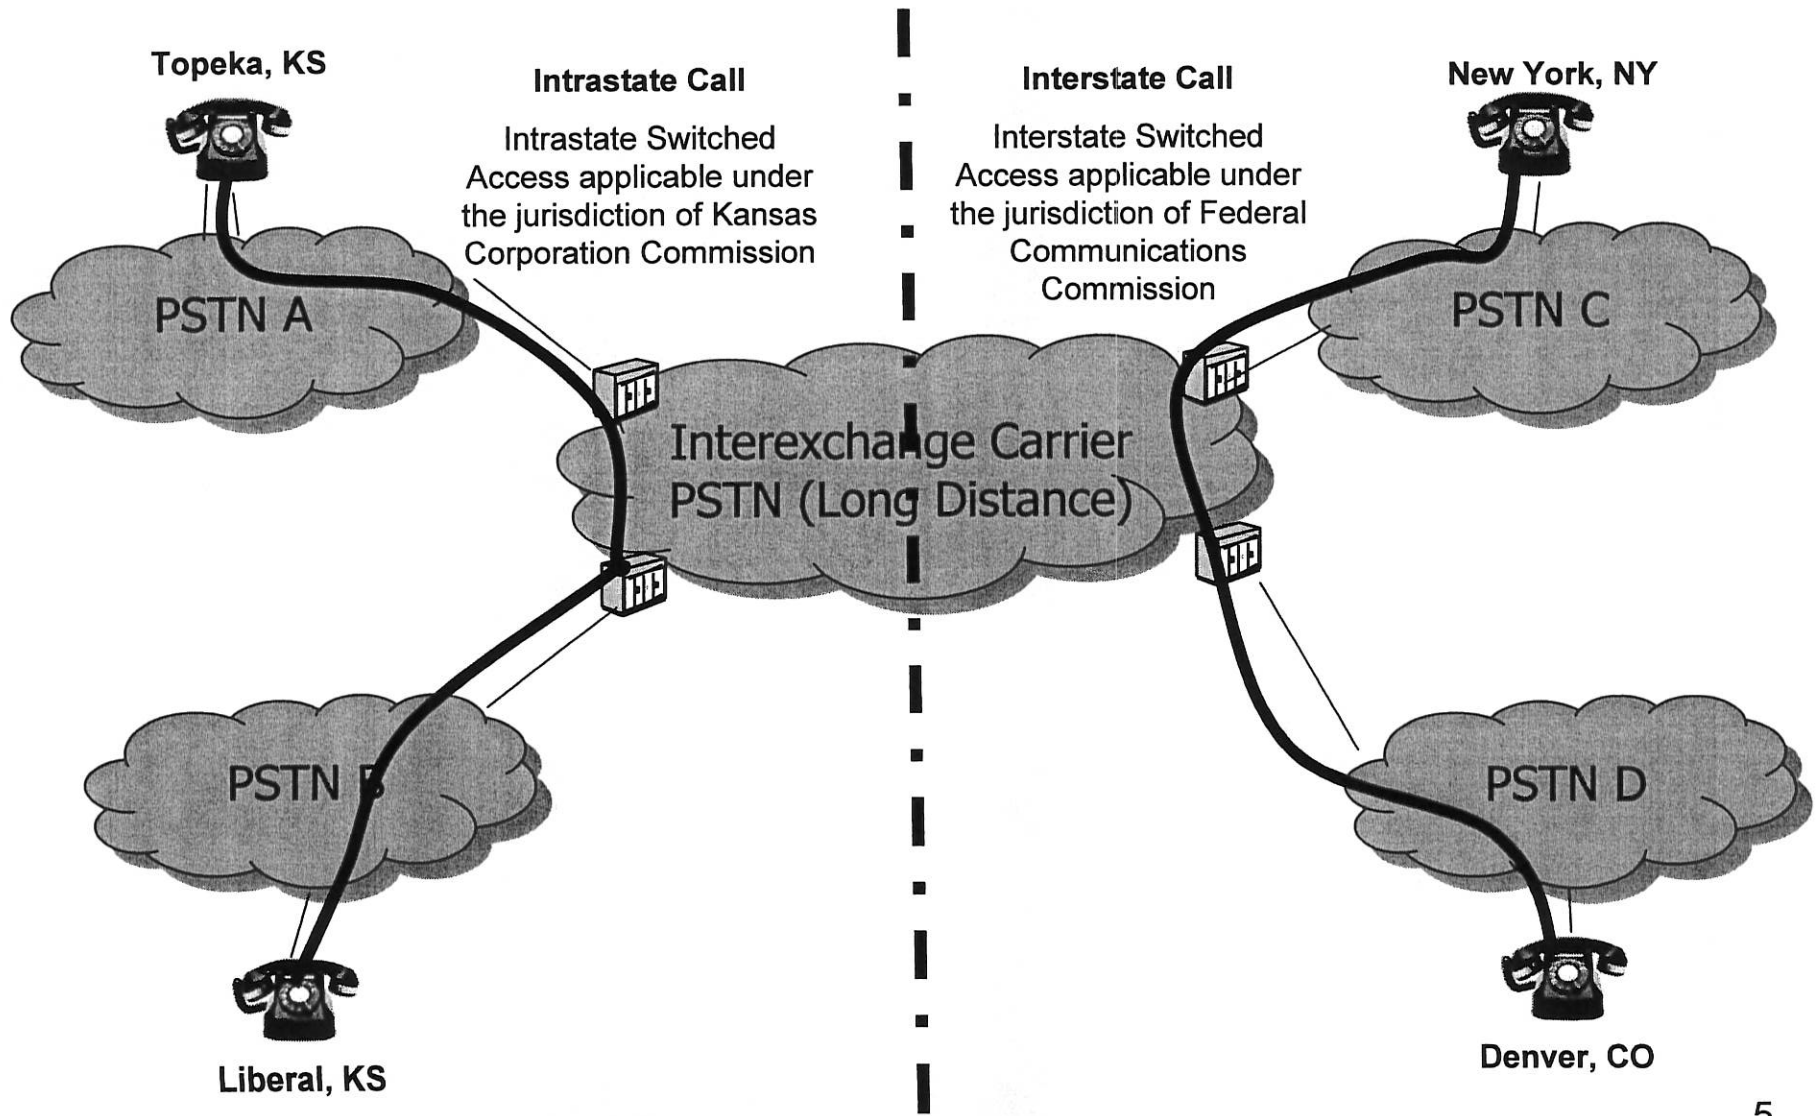 Topeka, KS
Intrastate Call
Intrastate Switched
Access applicable under
the jurisdiction of Kansas
Corporation Commission
Interstate Call
Interstate Switched
Access applicable under
the jurisdiction of Federal
Communications
Commission
New York, NY
PSTN A
PSTN C
Interexchange Carrier
PSTN (Long Distance)
PSTN B
PSTN D
Liberal, KS
Denver, CO
5